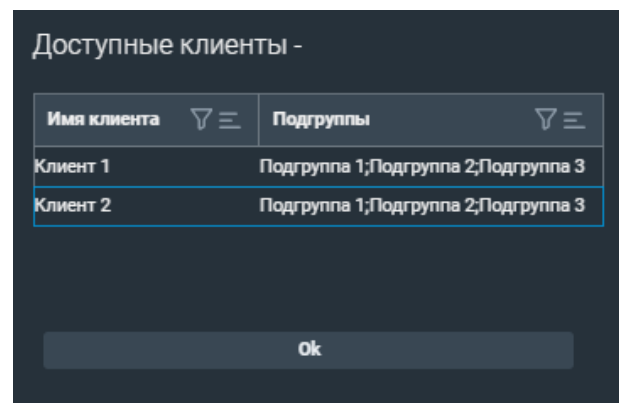 Доступные клиенты -
Имя клиента Подгруппы
Клиент 1 Подгруппа 1;Подгруппа 2;Подгруппа 3
Клиент 2 Подгруппа 1;Подгруппа 2;Подгруппа 3
Ok